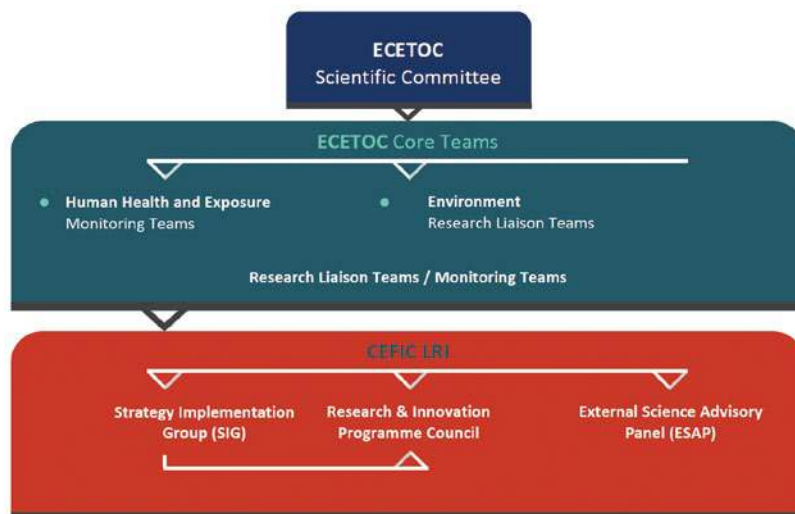 ECETOC
Scientific Committee
ECETOC Core Teams
Human Health and Exposure
Monitoring Teams
Environment
Research Liaison Teams
Research Liaison Teams / Monitoring Teams
CEFIC LRI
Strategy Implementation
Group (SIG)
Research & Innovation
Programme Council
External Science Advisory
Panel (ESAP)